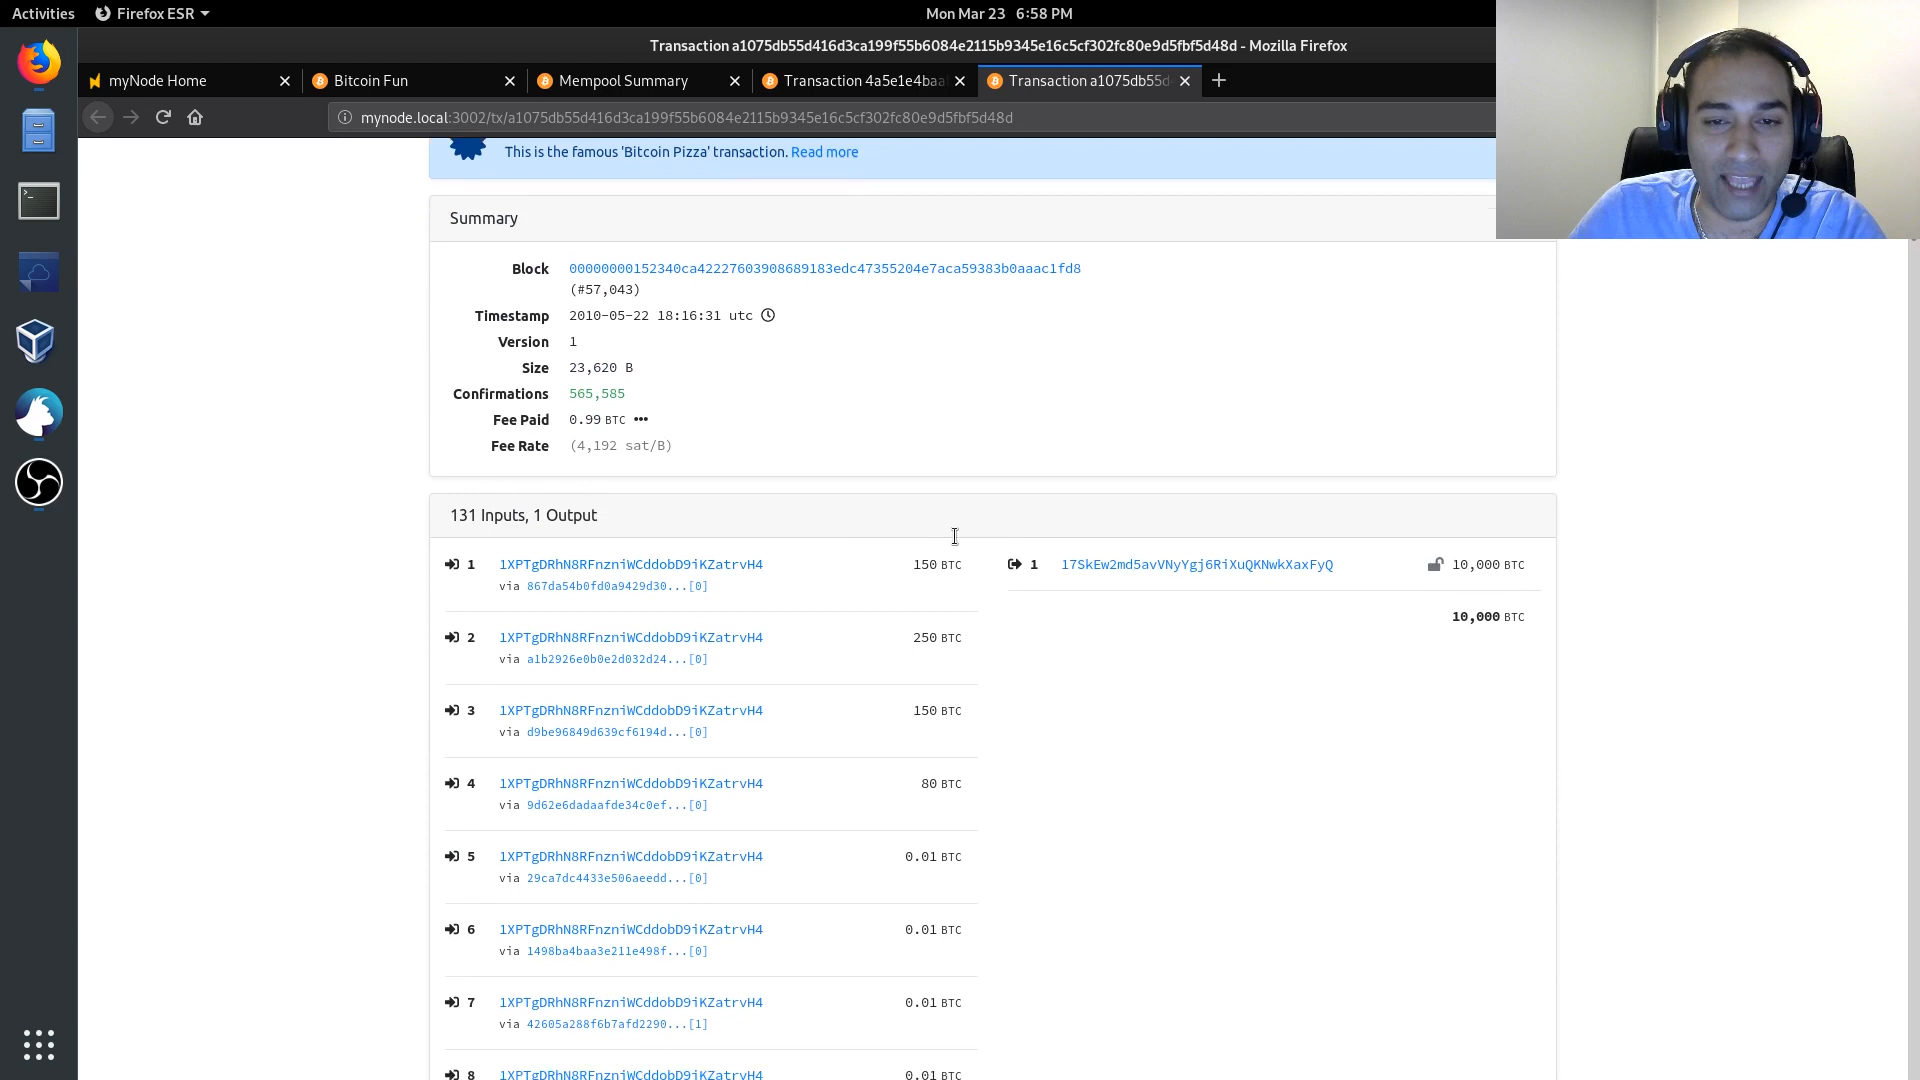 Activities
Firefox ESR
Mon Mar 23 6:58 PM
Transaction a1075db55d416d3ca199f55b6084e2115b9345e16c5cf302fc80e9d5fbf5d48d - Mozilla Firefox
myNode Home
Bitcoin Fun
Mempool Summary
Transaction 4a5e1e4baa
Transaction a1075db55d
mynode.local:3002/tx/a1075db55d416d3ca199f55b6084e2115b9345e16c5cf302fc80e9d5fbf5d48d
This is the famous 'Bitcoin Pizza' transaction. Read more
Summary
Block 00000000152340ca42227603908689183edc47355204e7aca59383b0aaac1fd8
(#57,043)
Timestamp 2010-05-22 18:16:31 utc
Version 1
Size 23,620 B
Confirmations 565,585
Fee Paid 0.99 BTC •••
Fee Rate (4,192 sat/B)
131 Inputs, 1 Output
1 1XPTgDRhN8RFnzniWCddobD9iKZatrvH4 150 BTC
via 867da54b0fd0a9429d30...[0]
2 1XPTgDRhN8RFnzniWCddobD9iKZatrvH4 250 BTC
via a1b2926e0b0e2d032d24...[0]
3 1XPTgDRhN8RFnzniWCddobD9iKZatrvH4 150 BTC
via d9be96849d639cf6194d...[0]
4 1XPTgDRhN8RFnzniWCddobD9iKZatrvH4 80 BTC
via 9d62e6dadaafde34c0ef...[0]
5 1XPTgDRhN8RFnzniWCddobD9iKZatrvH4 0.01 BTC
via 29ca7dc4433e506aeedd...[0]
6 1XPTgDRhN8RFnzniWCddobD9iKZatrvH4 0.01 BTC
via 1498ba4baa3e211e498f...[0]
7 1XPTgDRhN8RFnzniWCddobD9iKZatrvH4 0.01 BTC
via 42605a288f6b7afd2290...[1]
8 1XPTgDRhN8RFnzniWCddobD9iKZatrvH4 0.01 BTC
1 17SkEw2md5avVNyYgj6RiXuQKNwkXaxFyQ 10,000 BTC
10,000 BTC